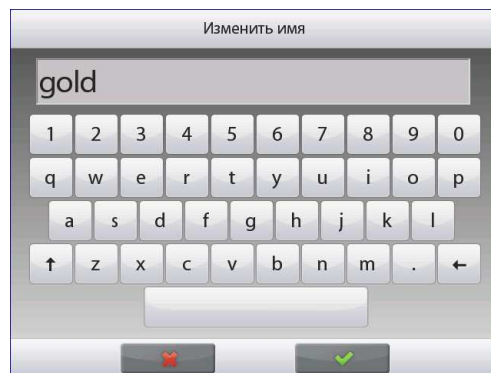 Изменить имя
gold
1 2 3 4 5 6 7 8 9 0
q w e r t y u i o p
a s d f g h j k l
↑ z x c v b n m . ←